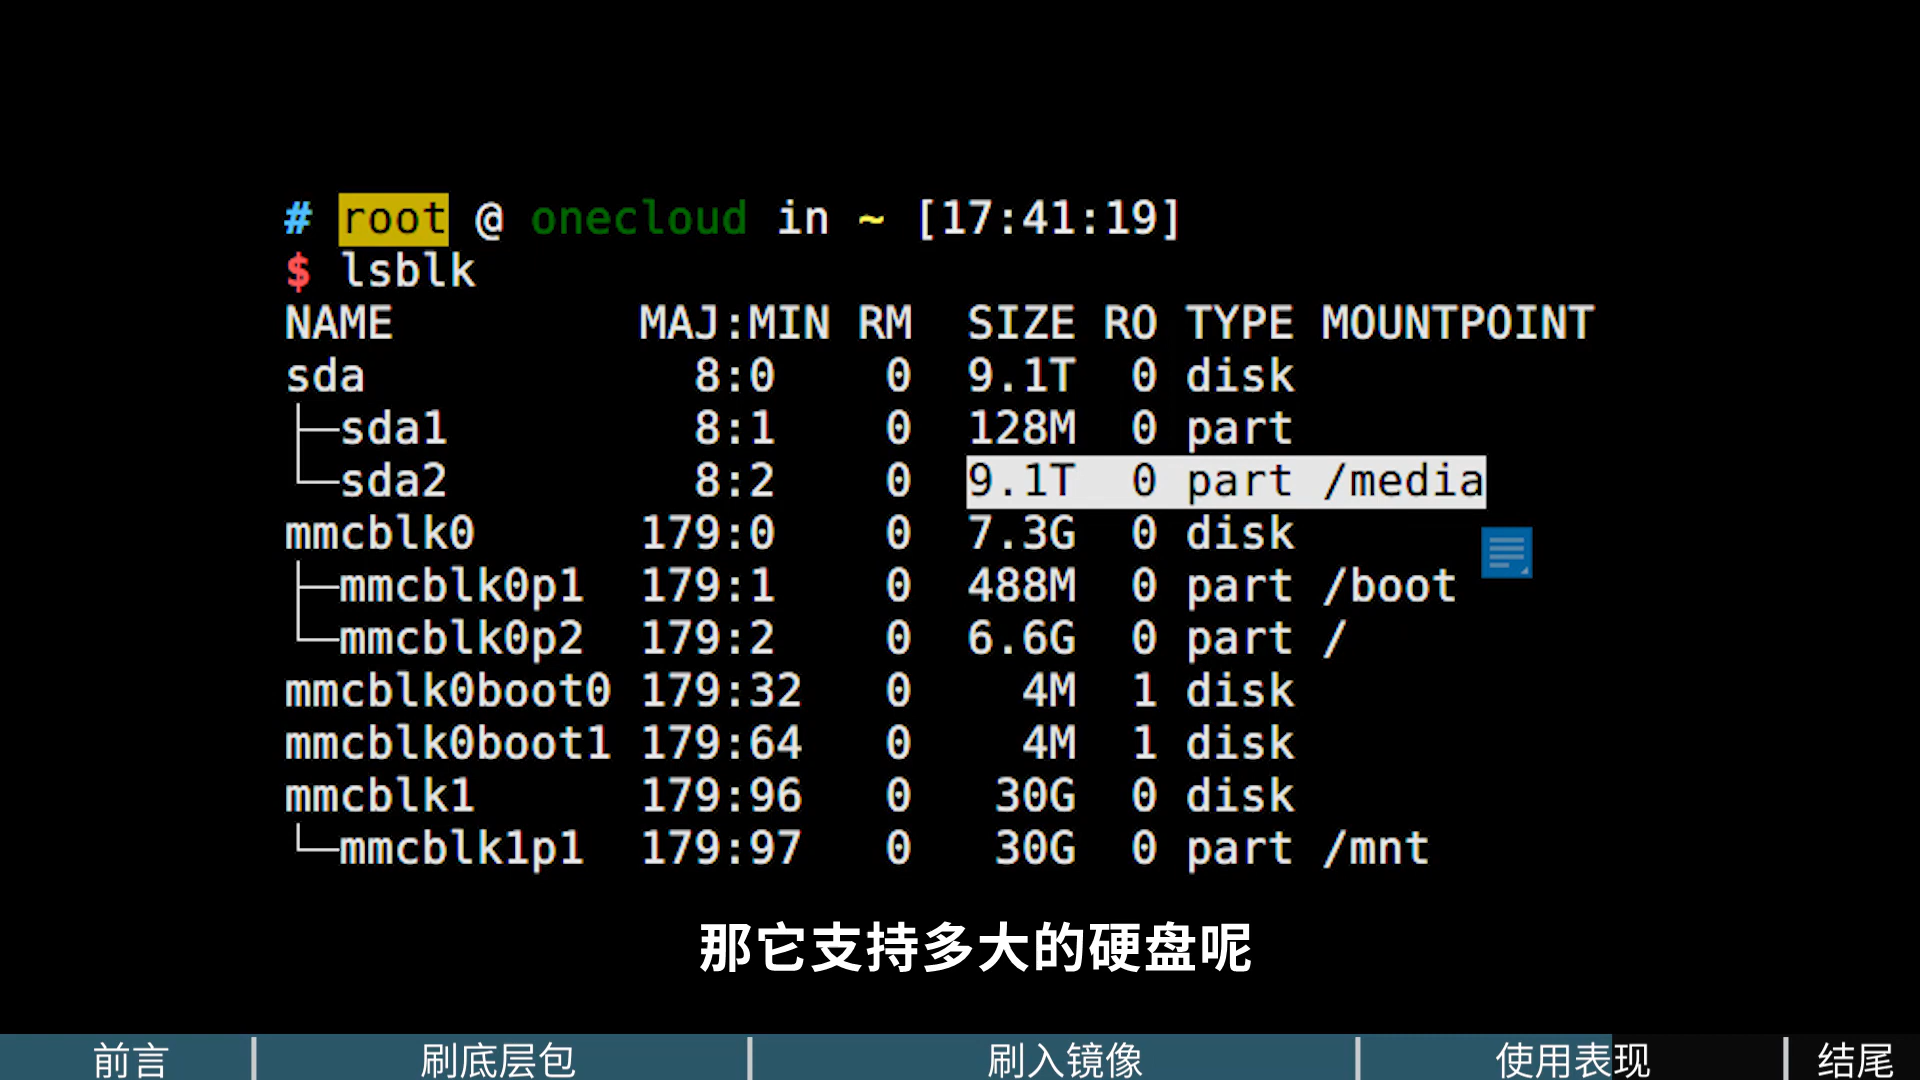 # root @ onecloud in ~ [17:41:19]
$ lsblk
NAME         MAJ:MIN RM  SIZE RO TYPE MOUNTPOINT
sda            8:0    0  9.1T  0 disk
├─sda1         8:1    0  128M  0 part
└─sda2         8:2    0  9.1T  0 part /media
mmcblk0      179:0    0  7.3G  0 disk
├─mmcblk0p1  179:1    0  488M  0 part /boot
└─mmcblk0p2  179:2    0  6.6G  0 part /
mmcblk0boot0 179:32   0    4M  1 disk
mmcblk0boot1 179:64   0    4M  1 disk
mmcblk1      179:96   0   30G  0 disk
└─mmcblk1p1  179:97   0   30G  0 part /mnt
那它支持多大的硬盘呢
前言 | 刷底层包 | 刷入镜像 | 使用表现 | 结尾